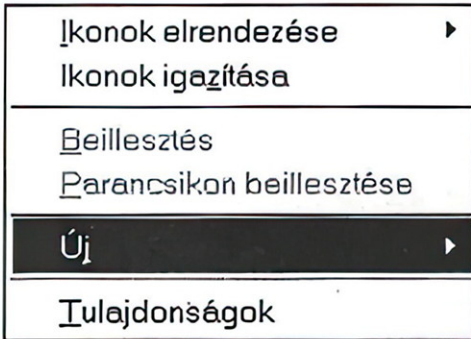 Ikonok elrendezése
Ikonok igazítása
Beillesztés
Parancsikon beillesztése
Új
Tulajdonságok